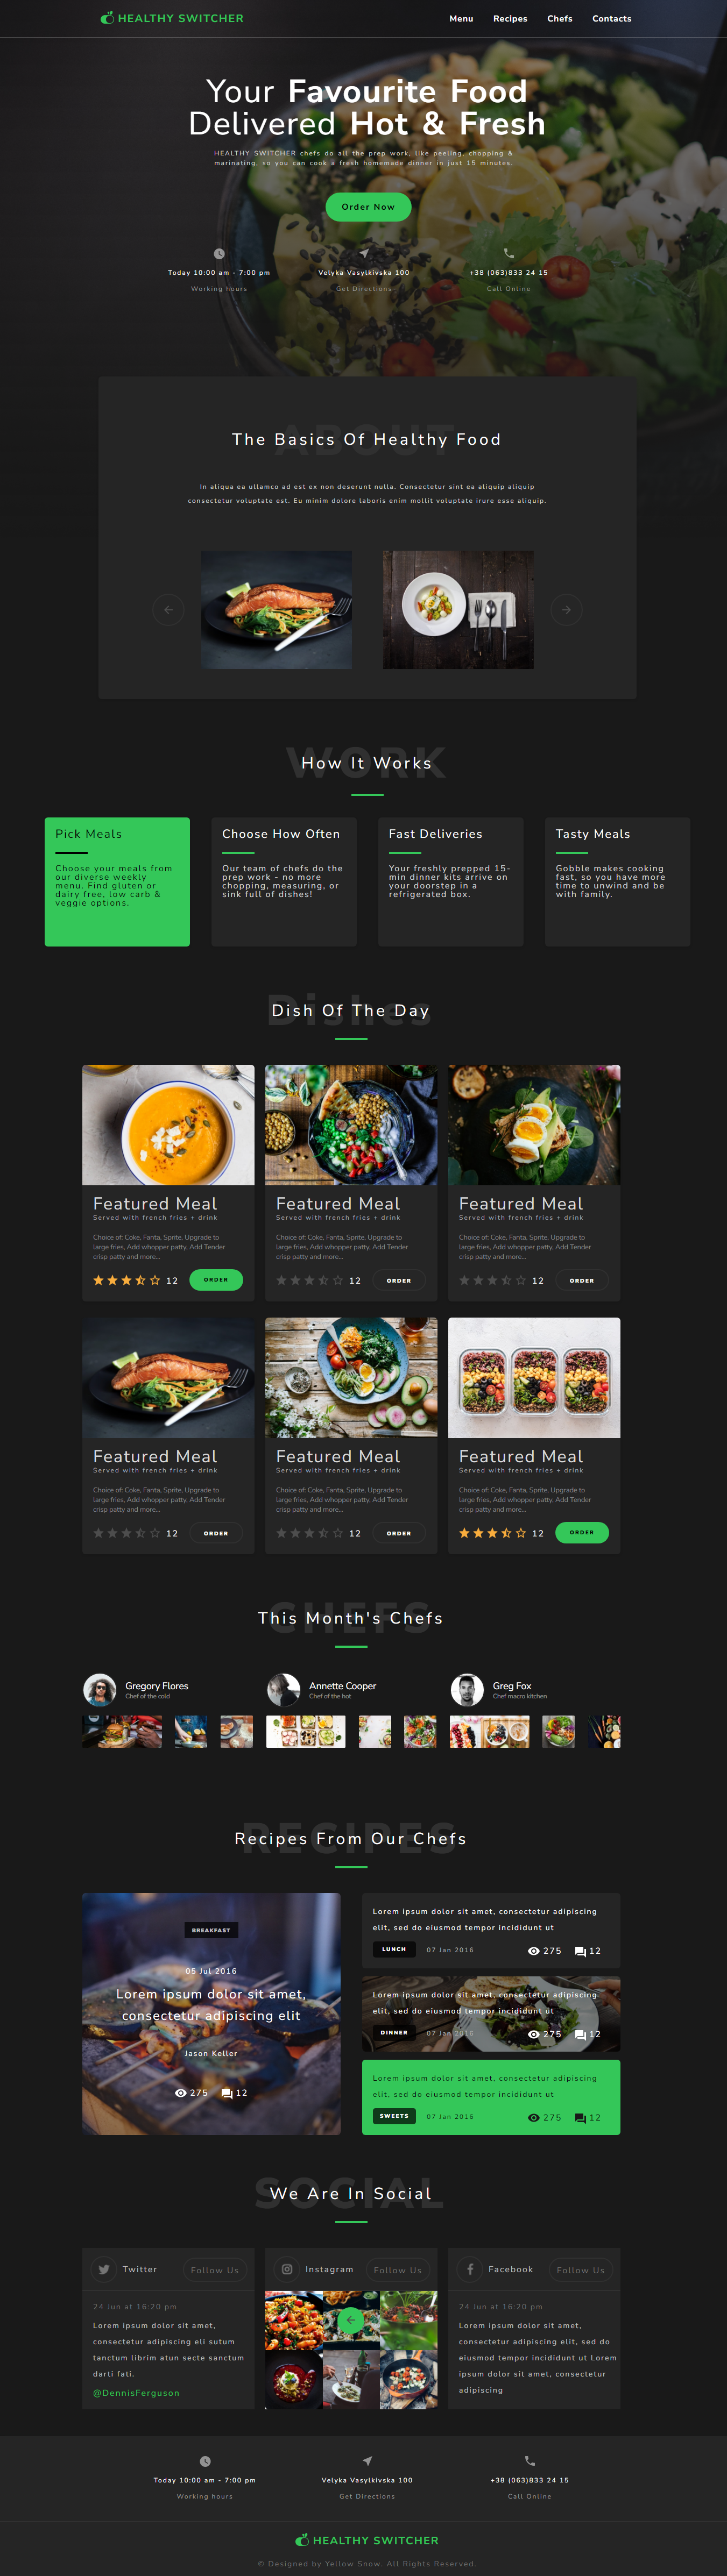 HEALTHY SWITCHER
Menu Recipes Chefs Contacts
Your Favourite Food
Delivered Hot & Fresh
HEALTHY SWITCHER chefs do all the prep work, like peeling, chopping &
marinating, so you can cook a fresh homemade dinner in just 15 minutes.
Order Now
Today 10:00 am - 7:00 pm
Working hours
Velyka Vasylkivska 100
Get Directions
+38 (063)833 24 15
Call Online
ABOUT
The Basics Of Healthy Food
In aliqua ea ullamco ad est ex non deserunt nulla. Consectetur sint ea aliquip aliquip
consectetur voluptate est. Eu minim dolore laboris enim mollit voluptate irure esse aliquip.
WORK
How It Works
Pick Meals
Choose your meals from
our diverse weekly
menu. Find gluten or
dairy free, low carb &
veggie options.
Choose How Often
Our team of chefs do the
prep work - no more
chopping, measuring, or
sink full of dishes!
Fast Deliveries
Your freshly prepped 15-
min dinner kits arrive on
your doorstep in a
refrigerated box.
Tasty Meals
Gobble makes cooking
fast, so you have more
time to unwind and be
with family.
Dishes
Dish Of The Day
Featured Meal
Served with french fries + drink
Choice of: Coke, Fanta, Sprite, Upgrade to
large fries, Add whopper patty, Add Tender
crisp patty and more...
12
ORDER
Featured Meal
Served with french fries + drink
Choice of: Coke, Fanta, Sprite, Upgrade to
large fries, Add whopper patty, Add Tender
crisp patty and more...
12
ORDER
Featured Meal
Served with french fries + drink
Choice of: Coke, Fanta, Sprite, Upgrade to
large fries, Add whopper patty, Add Tender
crisp patty and more...
12
ORDER
Featured Meal
Served with french fries + drink
Choice of: Coke, Fanta, Sprite, Upgrade to
large fries, Add whopper patty, Add Tender
crisp patty and more...
12
ORDER
Featured Meal
Served with french fries + drink
Choice of: Coke, Fanta, Sprite, Upgrade to
large fries, Add whopper patty, Add Tender
crisp patty and more...
12
ORDER
Featured Meal
Served with french fries + drink
Choice of: Coke, Fanta, Sprite, Upgrade to
large fries, Add whopper patty, Add Tender
crisp patty and more...
12
ORDER
CHEFS
This Month's Chefs
Gregory Flores
Chef of the cold
Annette Cooper
Chef of the hot
Greg Fox
Chef macro kitchen
RECIPES
Recipes From Our Chefs
BREAKFAST
05 Jul 2016
Lorem ipsum dolor sit amet,
consectetur adipiscing elit
Jason Keller
275 12
Lorem ipsum dolor sit amet, consectetur adipiscing
elit, sed do eiusmod tempor incididunt ut
LUNCH 07 Jan 2016 275 12
Lorem ipsum dolor sit amet, consectetur adipiscing
elit, sed do eiusmod tempor incididunt ut
DINNER 07 Jan 2016 275 12
Lorem ipsum dolor sit amet, consectetur adipiscing
elit, sed do eiusmod tempor incididunt ut
SWEETS 07 Jan 2016 275 12
SOCIAL
We Are In Social
Twitter Follow Us
24 Jun at 16:20 pm
Lorem ipsum dolor sit amet,
consectetur adipiscing eli sutum
tanctum librim atun secte sanctum
darti fati.
@DennisFerguson
Instagram Follow Us
Facebook Follow Us
24 Jun at 16:20 pm
Lorem ipsum dolor sit amet,
consectetur adipiscing elit, sed do
eiusmod tempor incididunt ut Lorem
ipsum dolor sit amet, consectetur
adipiscing
Today 10:00 am - 7:00 pm
Working hours
Velyka Vasylkivska 100
Get Directions
+38 (063)833 24 15
Call Online
HEALTHY SWITCHER
© Designed by Yellow Snow. All Rights Reserved.